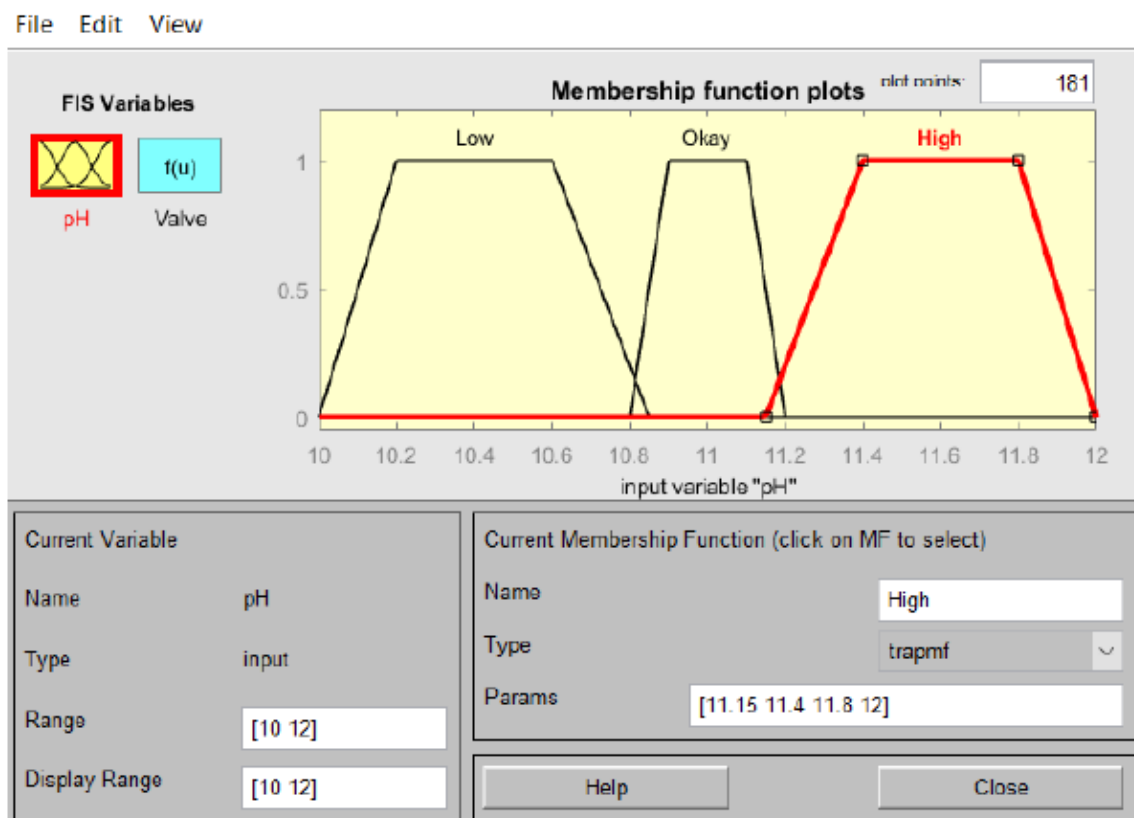 File Edit View
FIS Variables
f(u)
pH Valve
Membership function plots plot points: 181
Low Okay High
1
0.5
0
10 10.2 10.4 10.6 10.8 11 11.2 11.4 11.6 11.8 12
input variable "pH"
Current Variable
Name pH
Type input
Range [10 12]
Display Range [10 12]
Current Membership Function (click on MF to select)
Name High
Type trapmf
Params [11.15 11.4 11.8 12]
Help Close